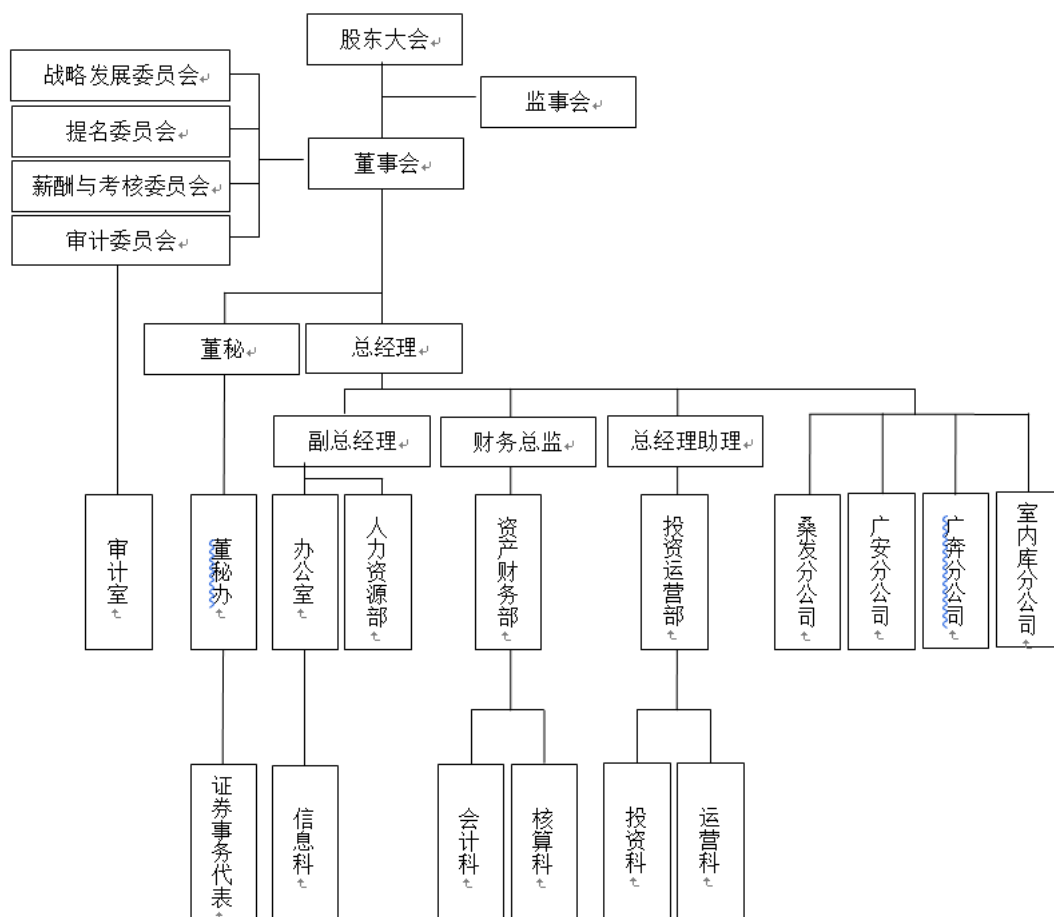 股东大会
战略发展委员会
监事会
提名委员会
董事会
薪酬与考核委员会
审计委员会
董秘
总经理
副总经理
财务总监
总经理助理
审计室
董秘办
办公室
人力资源部
资产财务部
投资运营部
桑发分公司
广安分公司
广奔分公司
室内库分公司
证券事务代表
信息科
会计科
核算科
投资科
运营科